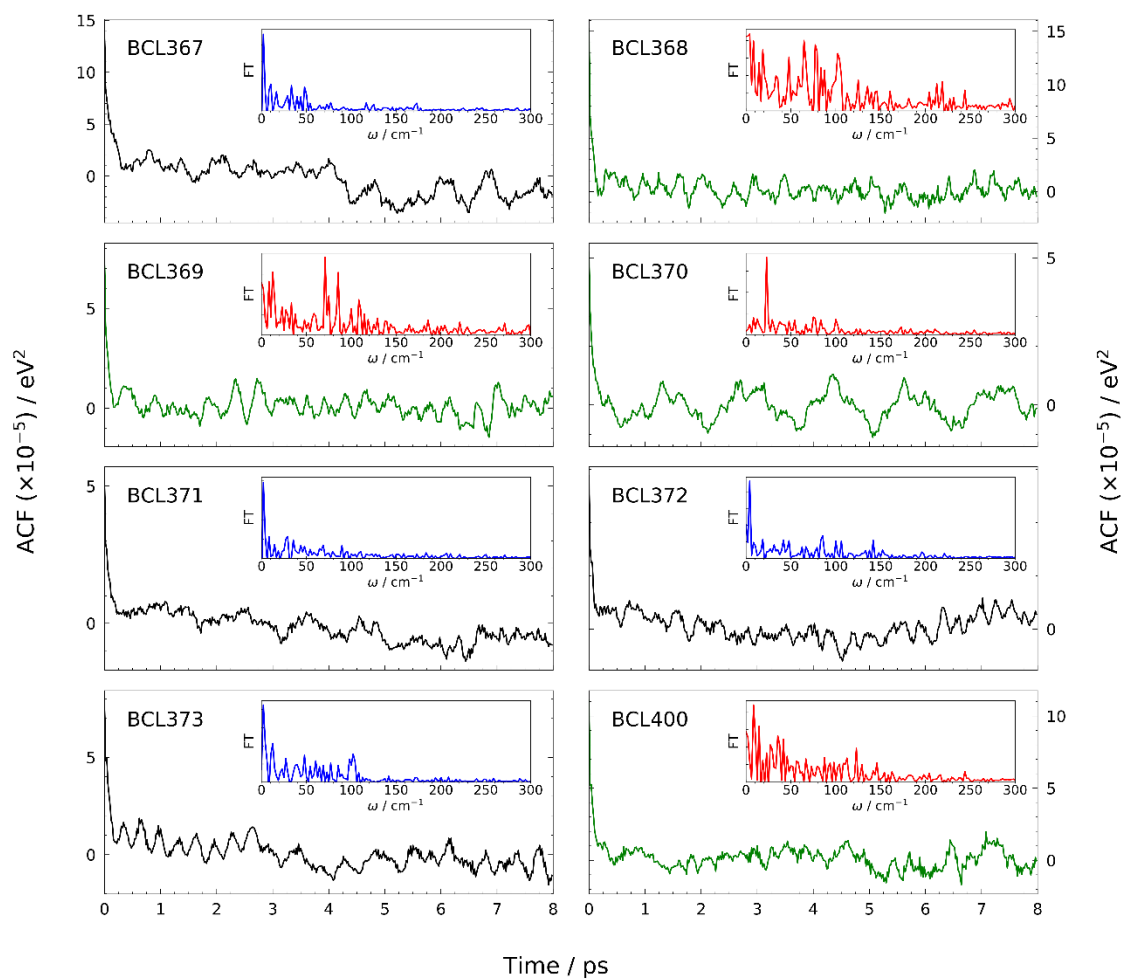 BCL367
FT
0 50 100 150 200 250 300
ω / cm⁻¹
15
10
5
0
BCL368
FT
0 50 100 150 200 250 300
ω / cm⁻¹
15
10
5
0
BCL369
FT
0 50 100 150 200 250 300
ω / cm⁻¹
5
0
BCL370
FT
0 50 100 150 200 250 300
ω / cm⁻¹
5
0
ACF (×10⁻⁵) / eV²
ACF (×10⁻⁵) / eV²
BCL371
FT
0 50 100 150 200 250 300
ω / cm⁻¹
5
0
BCL372
FT
0 50 100 150 200 250 300
ω / cm⁻¹
0
BCL373
FT
0 50 100 150 200 250 300
ω / cm⁻¹
5
0
0 1 2 3 4 5 6 7 8
BCL400
FT
0 50 100 150 200 250 300
ω / cm⁻¹
10
5
0
0 1 2 3 4 5 6 7 8
Time / ps